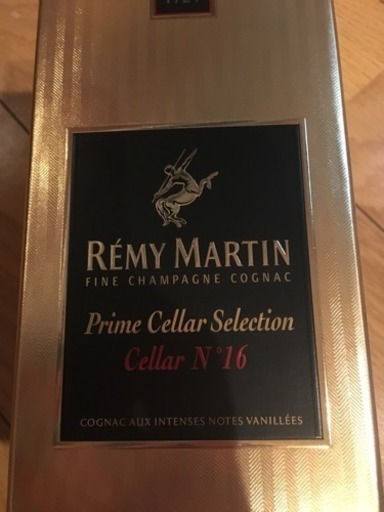 RÉMY MARTIN
FINE CHAMPAGNE COGNAC
Prime Cellar Selection
Cellar N°16
COGNAC AUX INTENSES NOTES VANILLÉES